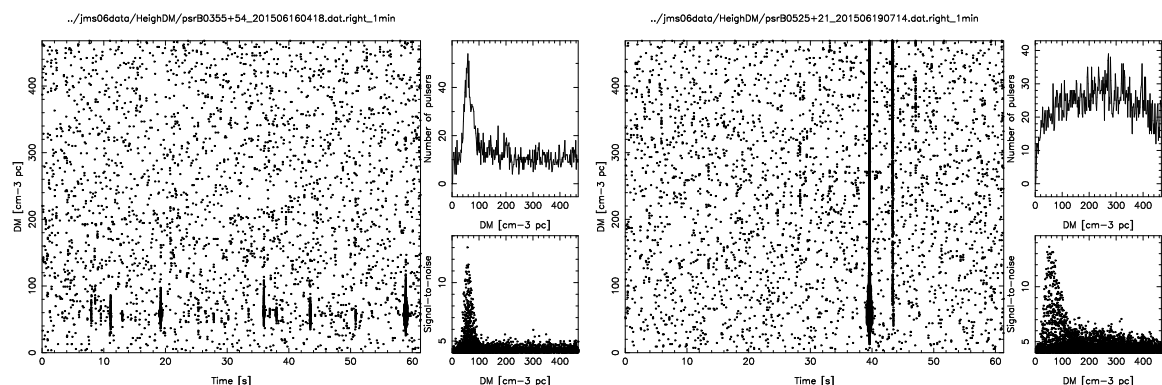 ../jms06data/HeighDM/psrB0355+54_201506160418.dat.right_1min
DM [cm-3 pc]
400
300
200
100
0
0 10 20 30 40 50 60
Time [s]
Number of pulsers
40
20
0
0 100 200 300 400
DM [cm-3 pc]
Signal-to-noise
10
5
0 100 200 300 400
DM [cm-3 pc]
../jms06data/HeighDM/psrB0525+21_201506190714.dat.right_1min
DM [cm-3 pc]
400
300
200
100
0
0 10 20 30 40 50 60
Time [s]
Number of pulsers
40
30
20
10
0
0 100 200 300 400
DM [cm-3 pc]
Signal-to-noise
10
5
0 100 200 300 400
DM [cm-3 pc]